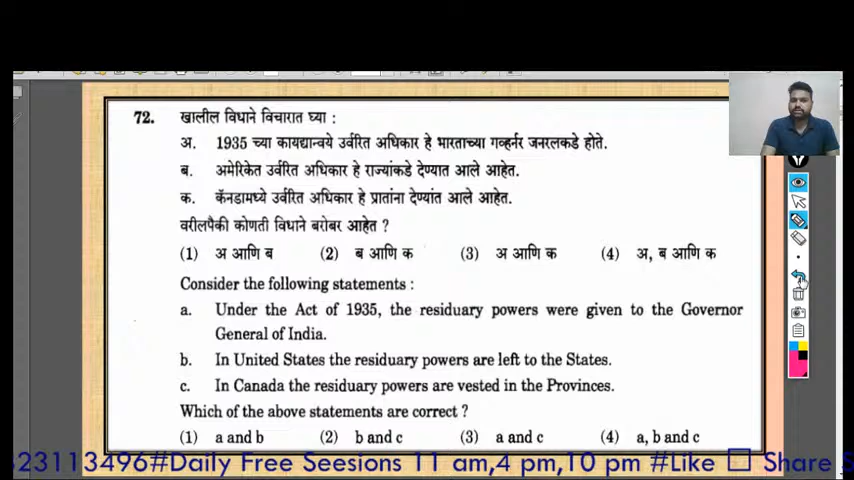 72. खालील विधाने विचारात घ्या :
अ. 1935 च्या कायद्यान्वये उर्वरित अधिकार हे भारताच्या गव्हर्नर जनरलकडे होते.
ब. अमेरिकेत उर्वरित अधिकार हे राज्यांकडे देण्यात आले आहेत.
क. कॅनडामध्ये उर्वरित अधिकार हे प्रातांना देण्यांत आले आहेत.
वरीलपैकी कोणती विधाने बरोबर आहेत ?
(1) अ आणि ब (2) ब आणि क (3) अ आणि क (4) अ, ब आणि क
Consider the following statements :
a. Under the Act of 1935, the residuary powers were given to the Governor
General of India.
b. In United States the residuary powers are left to the States.
c. In Canada the residuary powers are vested in the Provinces.
Which of the above statements are correct ?
(1) a and b (2) b and c (3) a and c (4) a, b and c
23113496#Daily Free Seesions 11 am,4 pm,10 pm #Like □ Share S